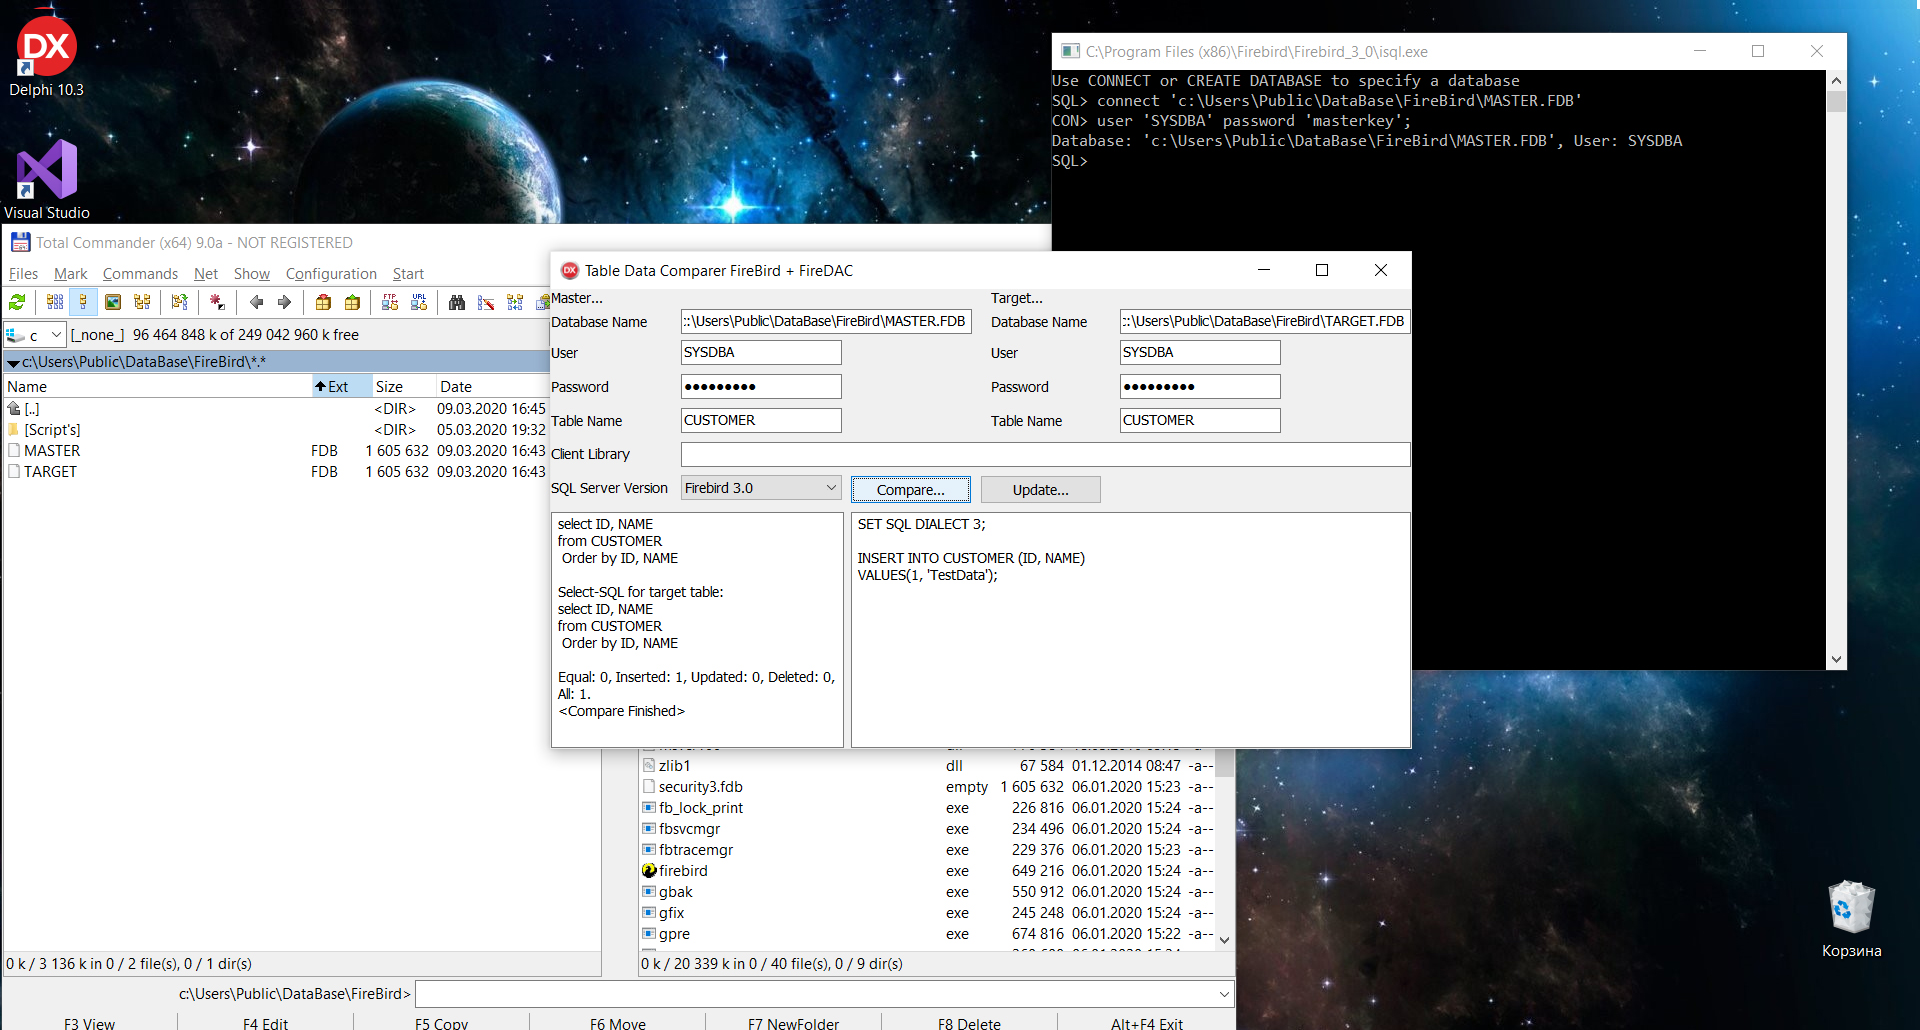 DX
Delphi 10.3
Visual Studio
C:\Program Files (x86)\Firebird\Firebird_3_0\isql.exe
Use CONNECT or CREATE DATABASE to specify a database
SQL> connect 'c:\Users\Public\DataBase\FireBird\MASTER.FDB'
CON> user 'SYSDBA' password 'masterkey';
Database: 'c:\Users\Public\DataBase\FireBird\MASTER.FDB', User: SYSDBA
SQL>
Total Commander (x64) 9.0a - NOT REGISTERED
Files Mark Commands Net Show Configuration Start
FTP URL
c [_none_] 96 464 848 k of 249 042 960 k free
c:\Users\Public\DataBase\FireBird\*.*
Name Ext Size Date
[..] <DIR> 09.03.2020 16:45
[Script's] <DIR> 05.03.2020 19:32
MASTER FDB 1 605 632 09.03.2020 16:43
TARGET FDB 1 605 632 09.03.2020 16:43
DX Table Data Comparer FireBird + FireDAC
Master... Target...
Database Name ::\Users\Public\DataBase\FireBird\MASTER.FDB Database Name ::\Users\Public\DataBase\FireBird\TARGET.FDB
User SYSDBA User SYSDBA
Password ●●●●●●●●● Password ●●●●●●●●●
Table Name CUSTOMER Table Name CUSTOMER
Client Library
SQL Server Version Firebird 3.0 Compare... Update...
select ID, NAME
from CUSTOMER
Order by ID, NAME
Select-SQL for target table:
select ID, NAME
from CUSTOMER
Order by ID, NAME
Equal: 0, Inserted: 1, Updated: 0, Deleted: 0,
All: 1.
<Compare Finished>
SET SQL DIALECT 3;
INSERT INTO CUSTOMER (ID, NAME)
VALUES(1, 'TestData');
zlib1 dll 67 584 01.12.2014 08:47 -a--
security3.fdb empty 1 605 632 06.01.2020 15:23 -a--
fb_lock_print exe 226 816 06.01.2020 15:24 -a--
fbsvcmgr exe 234 496 06.01.2020 15:24 -a--
fbtracemgr exe 229 376 06.01.2020 15:23 -a--
firebird exe 649 216 06.01.2020 15:24 -a--
gbak exe 550 912 06.01.2020 15:24 -a--
gfix exe 245 248 06.01.2020 15:24 -a--
gpre exe 674 816 06.01.2020 15:22 -a--
0 k / 3 136 k in 0 / 2 file(s), 0 / 1 dir(s)
0 k / 20 339 k in 0 / 40 file(s), 0 / 9 dir(s)
c:\Users\Public\DataBase\FireBird>
F3 View F4 Edit F5 Copy F6 Move F7 NewFolder F8 Delete Alt+F4 Exit
Корзина